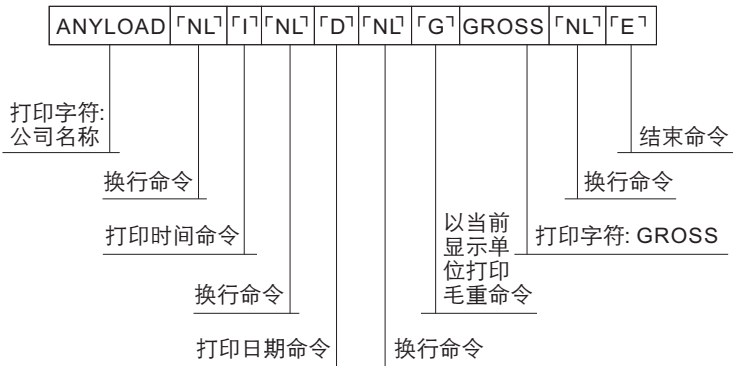 ANYLOAD「NL」「I」「NL」「D」「NL」「G」GROSS「NL」「E」
打印字符:
公司名称
结束命令
换行命令
换行命令
打印时间命令
以当前
显示单
位打印
毛重命令
打印字符: GROSS
换行命令
打印日期命令
换行命令